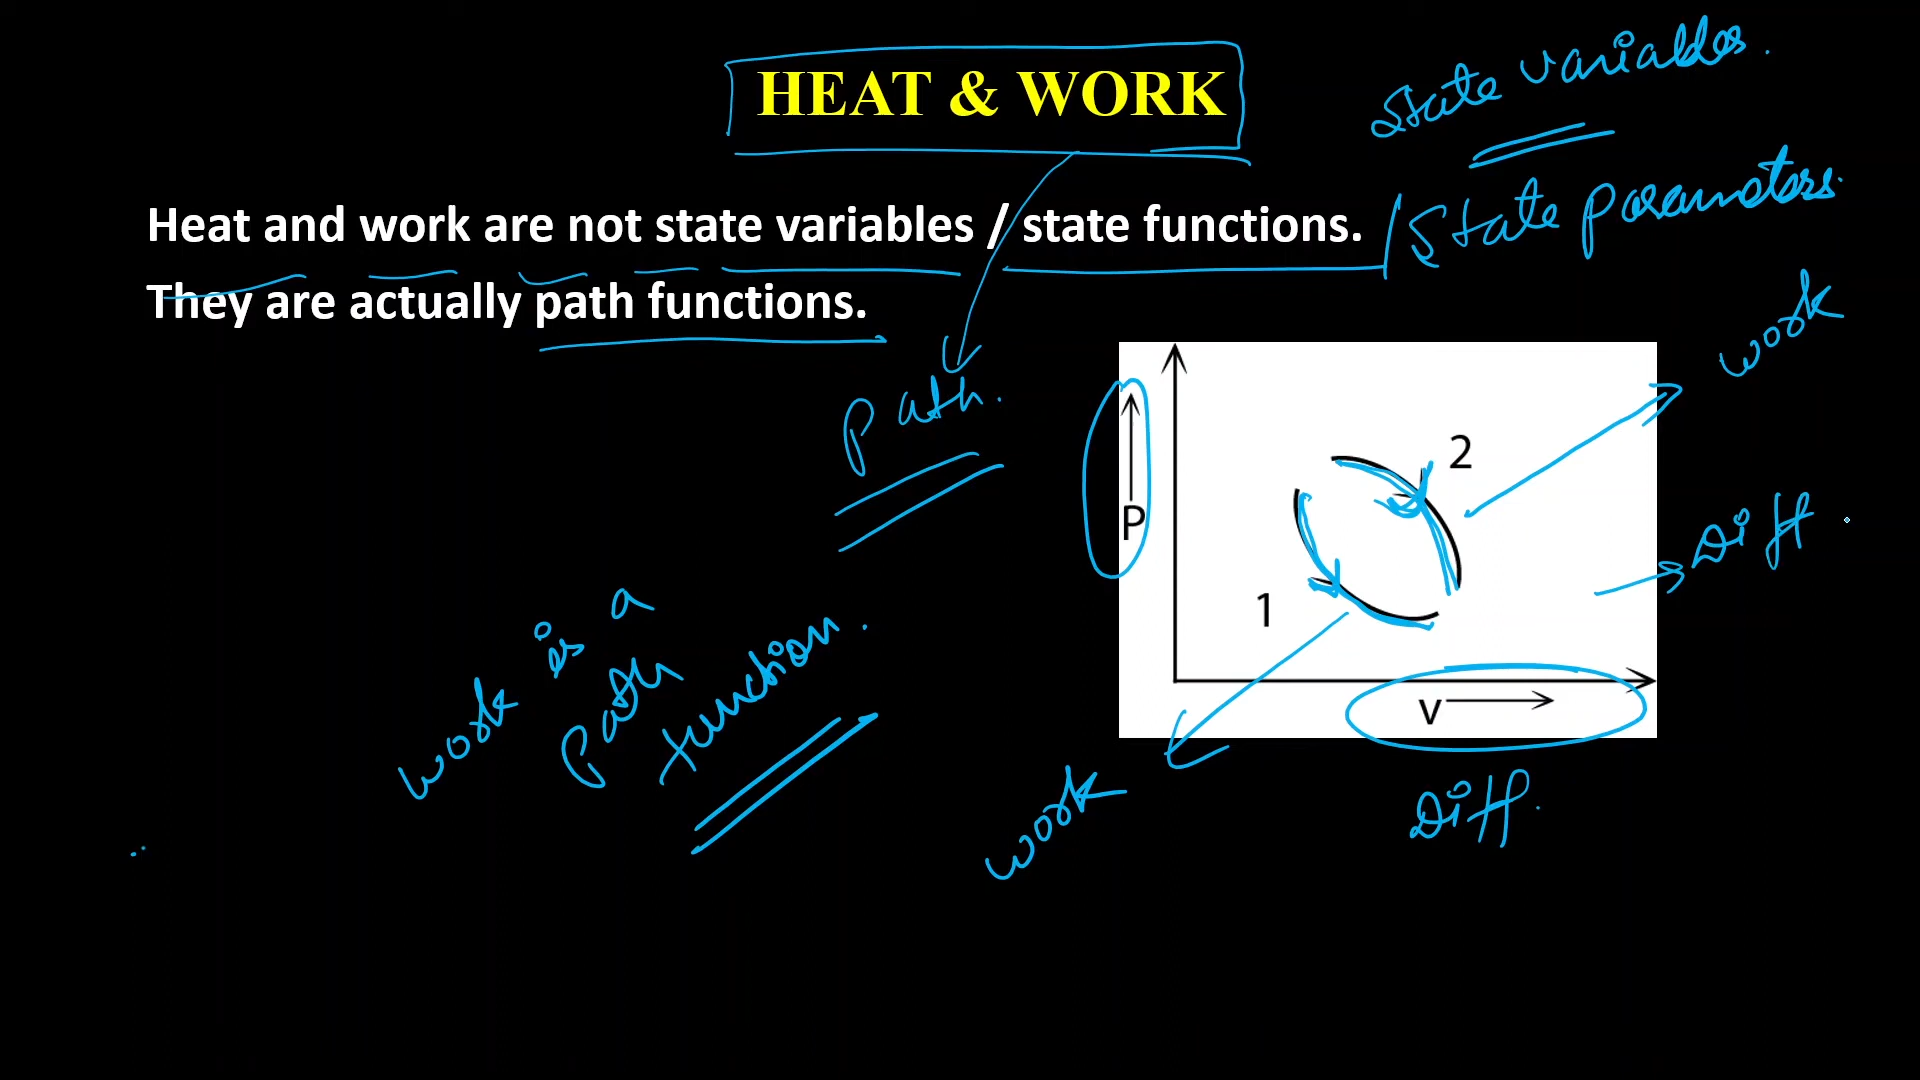 HEAT & WORK
State variables.
Heat and work are not state variables / state functions. / State parameters.
They are actually path functions.
Path.
work
2
P
Diff.
1
work is a
Path
function.
V
work
Diff.